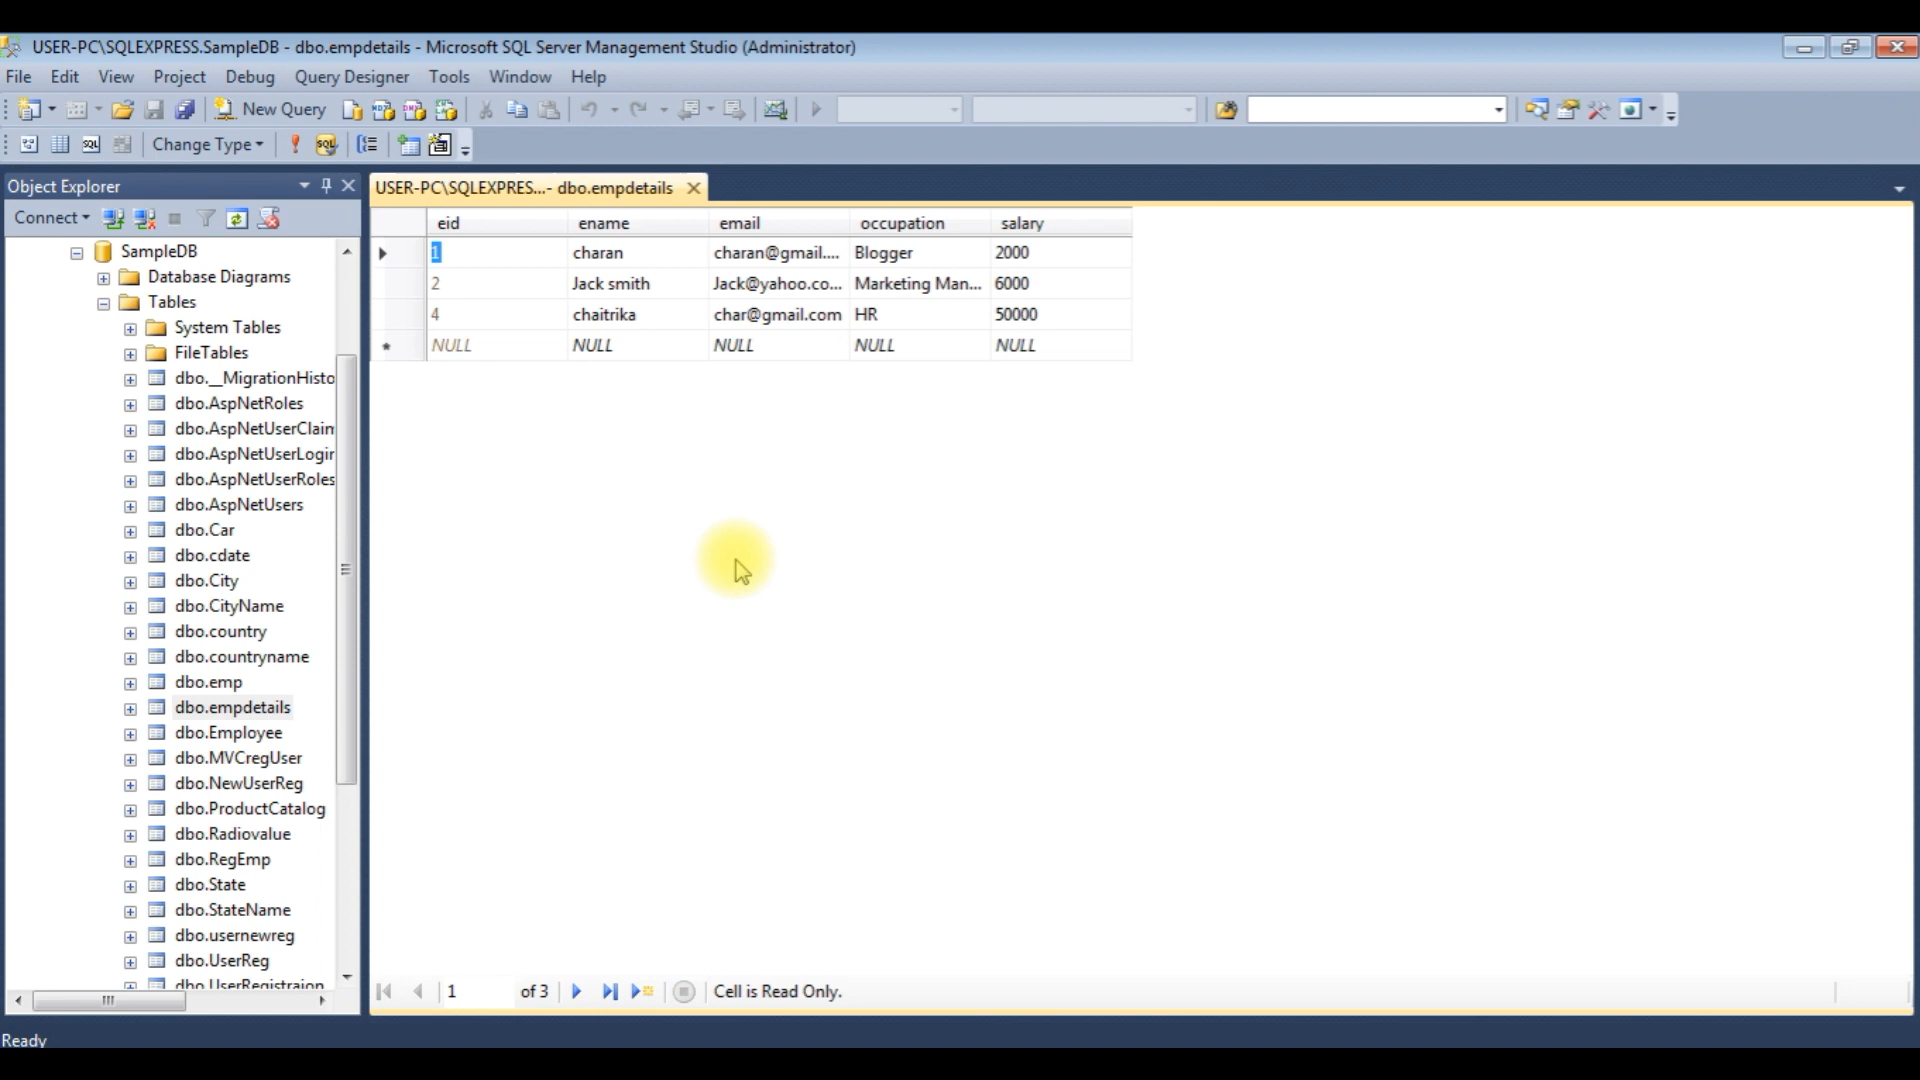 USER-PC\SQLEXPRESS.SampleDB - dbo.empdetails - Microsoft SQL Server Management Studio (Administrator)
File Edit View Project Debug Query Designer Tools Window Help
New Query
SQL Change Type SQL
Object Explorer
Connect
SampleDB
Database Diagrams
Tables
System Tables
FileTables
dbo.__MigrationHisto
dbo.AspNetRoles
dbo.AspNetUserClain
dbo.AspNetUserLogir
dbo.AspNetUserRoles
dbo.AspNetUsers
dbo.Car
dbo.cdate
dbo.City
dbo.CityName
dbo.country
dbo.countryname
dbo.emp
dbo.empdetails
dbo.Employee
dbo.MVCregUser
dbo.NewUserReg
dbo.ProductCatalog
dbo.Radiovalue
dbo.RegEmp
dbo.State
dbo.StateName
dbo.usernewreg
dbo.UserReg
dbo.UserRegistraion
USER-PC\SQLEXPRES...- dbo.empdetails
eid ename email occupation salary
1 charan charan@gmail.... Blogger 2000
2 Jack smith Jack@yahoo.co... Marketing Man... 6000
4 chaitrika char@gmail.com HR 50000
NULL NULL NULL NULL NULL
1 of 3 Cell is Read Only.
Ready